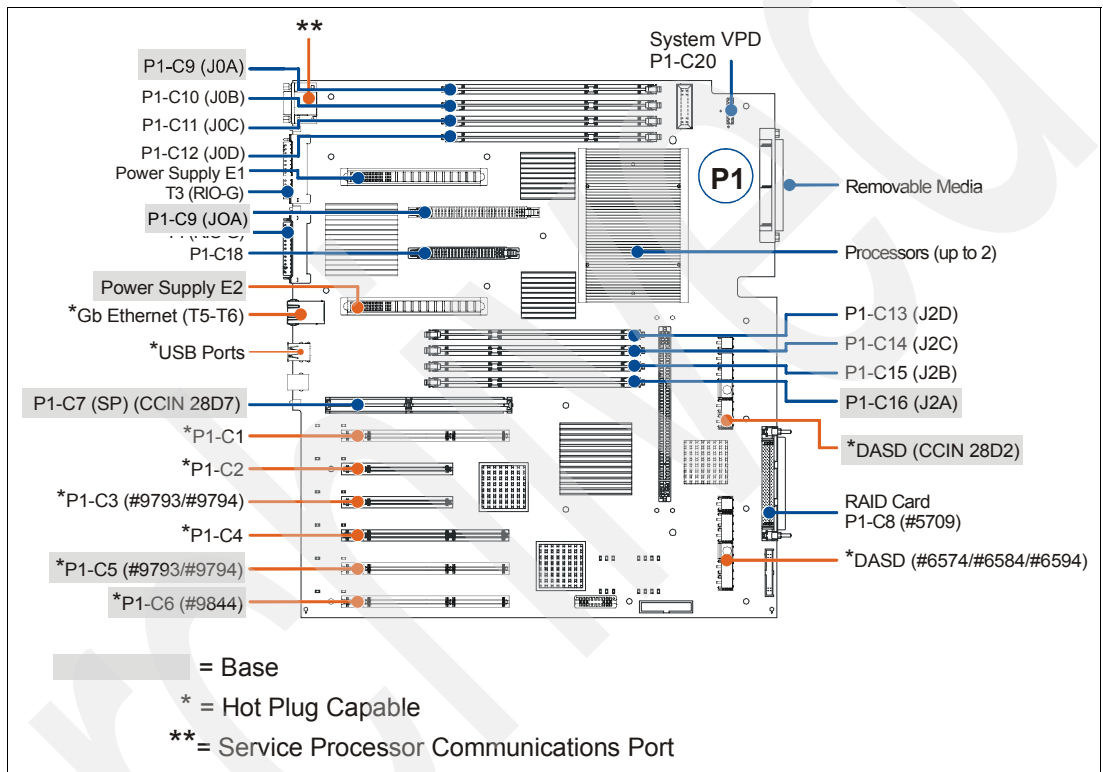 **
System VPD
P1-C20
P1-C9 (J0A)
P1-C10 (J0B)
P1-C11 (J0C)
P1-C12 (J0D)
Power Supply E1
T3 (RIO-G)
P1-C9 (JOA)
P1-C18
Power Supply E2
*Gb Ethernet (T5-T6)
*USB Ports
P1-C7 (SP) (CCIN 28D7)
*P1-C1
*P1-C2
*P1-C3 (#9793/#9794)
*P1-C4
*P1-C5 (#9793/#9794)
*P1-C6 (#9844)
P1
Removable Media
Processors (up to 2)
P1-C13 (J2D)
P1-C14 (J2C)
P1-C15 (J2B)
P1-C16 (J2A)
*DASD (CCIN 28D2)
RAID Card
P1-C8 (#5709)
*DASD (#6574/#6584/#6594)
= Base
* = Hot Plug Capable
**= Service Processor Communications Port